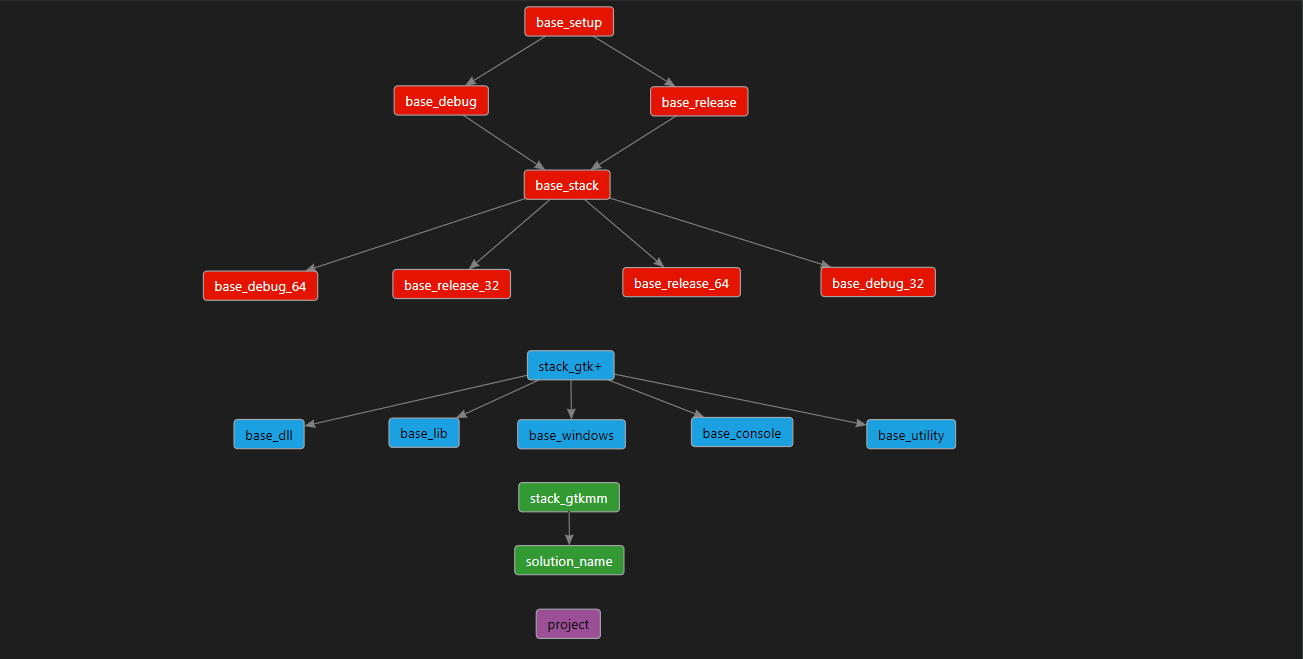 base_setup
base_debug
base_release
base_stack
base_debug_64
base_release_32
base_release_64
base_debug_32
stack_gtk+
base_dll
base_lib
base_windows
base_console
base_utility
stack_gtkmm
solution_name
project